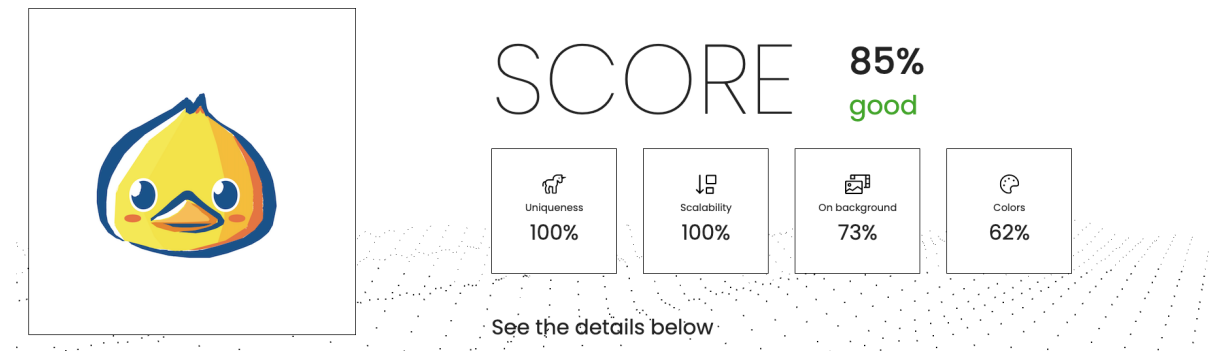 SCORE
85%
good
Uniqueness
100%
Scalability
100%
On background
73%
Colors
62%
See the details below